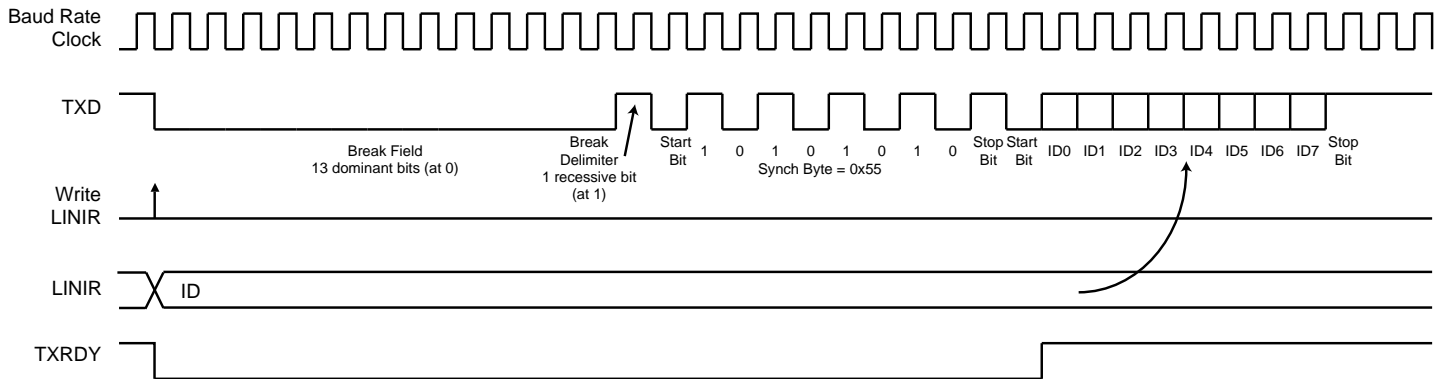 Baud Rate
Clock
TXD
Break Field
13 dominant bits (at 0)
Break
Delimiter
1 recessive bit
(at 1)
Start
Bit
1 0 1 0 1 0 1 0
Synch Byte = 0x55
Stop
Bit
Start
Bit
ID0 ID1 ID2 ID3 ID4 ID5 ID6 ID7
Stop
Bit
Write
LINIR
LINIR
ID
TXRDY